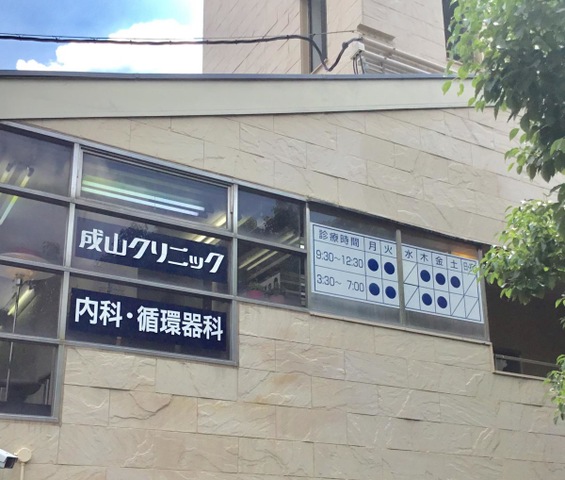 成山クリニック
内科・循環器科
診療時間 月 火 水 木 金 土 日・祝
9:30~12:30 ● ● ／ ● ● ● ／
3:30~ 7:00 ● ● ／ ● ● ／ ／